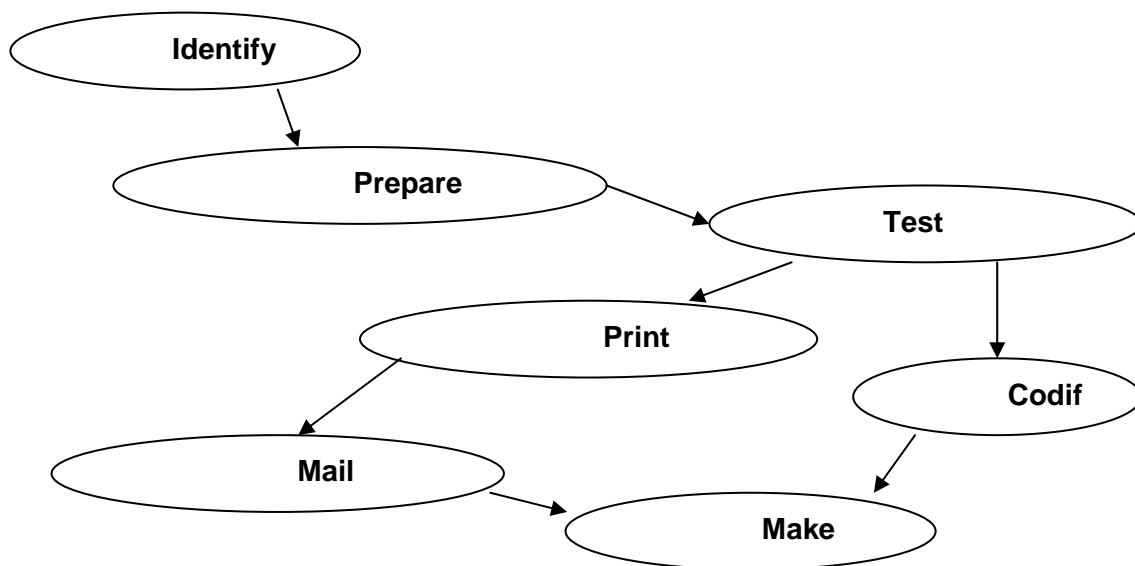 Identify
Prepare
Test
Print
Codif
Mail
Make